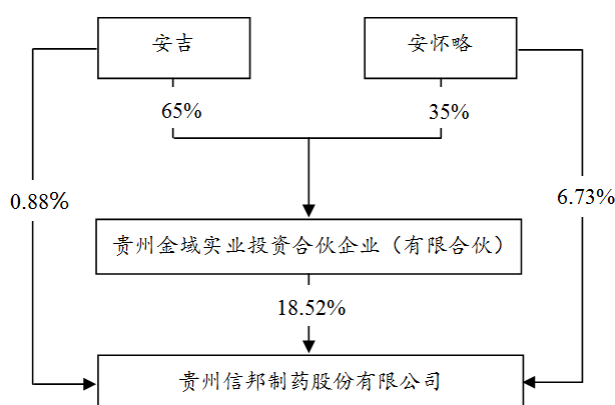 安吉
安怀略
65%
35%
0.88%
6.73%
贵州金域实业投资合伙企业（有限合伙）
18.52%
贵州信邦制药股份有限公司